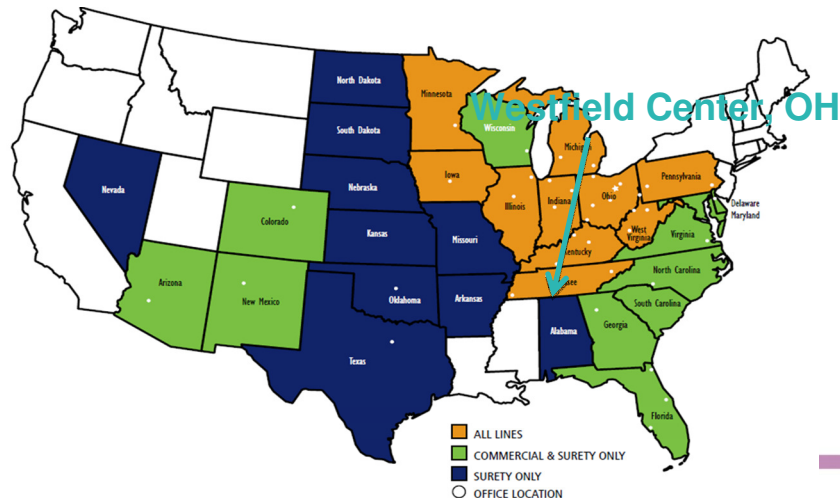 North Dakota
Minnesota
Westfield Center, OH
South Dakota
Wisconsin
Michigan
Nevada
Nebraska
Iowa
Pennsylvania
Illinois
Indiana
Ohio
Delaware
Maryland
Colorado
Kansas
Missouri
West
Virginia
Virginia
Kentucky
Arizona
New Mexico
Oklahoma
Arkansas
North Carolina
South Carolina
Texas
Alabama
Georgia
Florida
ALL LINES
COMMERCIAL & SURETY ONLY
SURETY ONLY
OFFICE LOCATION